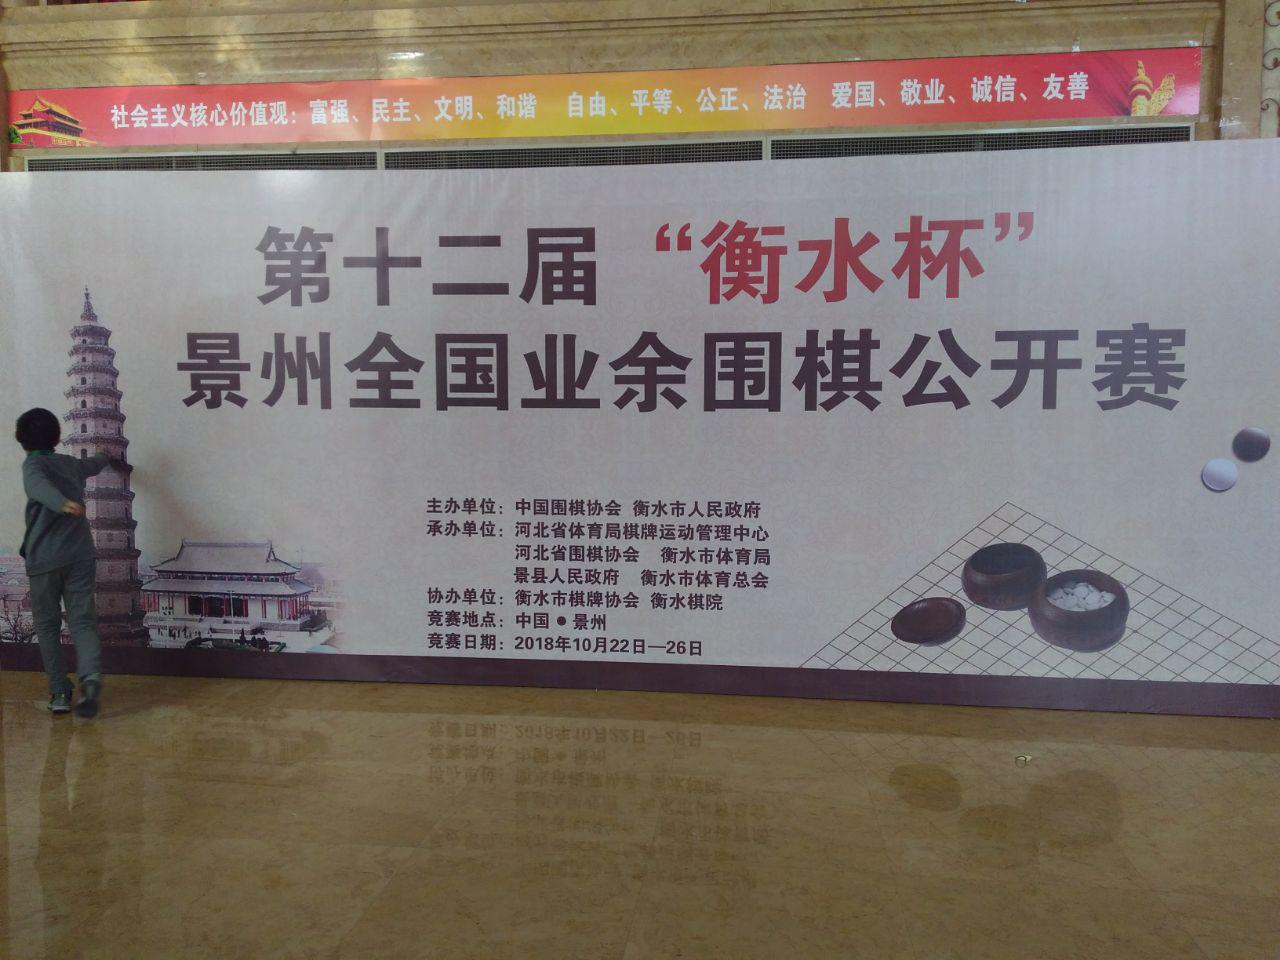 社会主义核心价值观：富强、民主、文明、和谐 自由、平等、公正、法治 爱国、敬业、诚信、友善
第十二届 “衡水杯”
景州全国业余围棋公开赛
主办单位：中国围棋协会 衡水市人民政府
承办单位：河北省体育局棋牌运动管理中心
河北省围棋协会 衡水市体育局
景县人民政府 衡水市体育总会
协办单位：衡水市棋牌协会 衡水棋院
竞赛地点：中国●景州
竞赛日期：2018年10月22日—26日